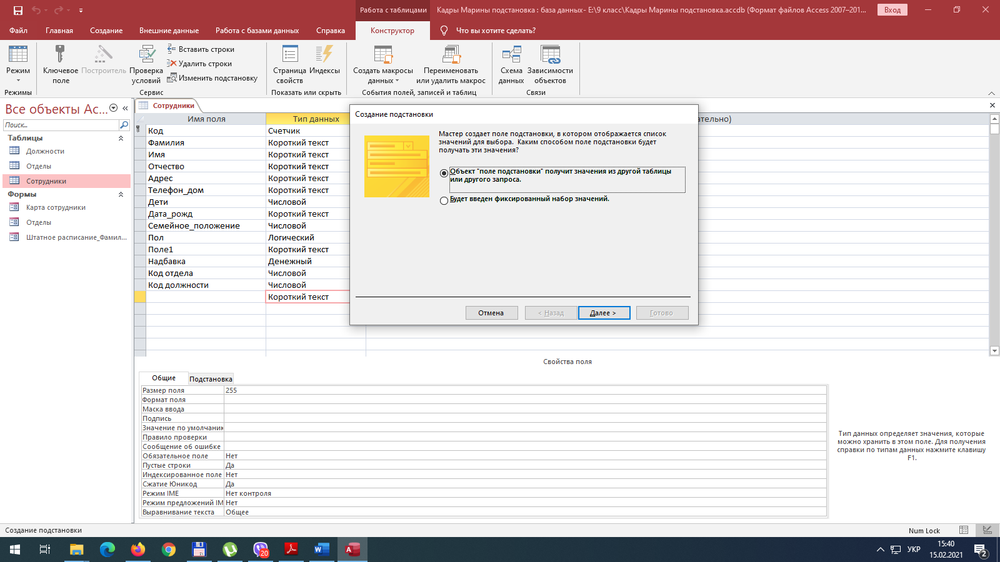 Работа с таблицами
Кадры Марины подстановка : база данных- E:\9 класс\Кадры Марины подстановка.accdb (Формат файлов Access 2007–201...
Вход
Файл
Главная
Создание
Внешние данные
Работа с базами данных
Справка
Конструктор
Что вы хотите сделать?
Режим
Ключевое поле
Построитель
Проверка условий
Вставить строки
Удалить строки
Изменить подстановку
Страница свойств
Индексы
Создать макросы данных
Переименовать или удалить макрос
Схема данных
Зависимости объектов
Режимы
Сервис
Показать или скрыть
События полей, записей и таблиц
Связи
Все объекты Ac...
Поиск...
Таблицы
Должности
Отделы
Сотрудники
Формы
Карта сотрудники
Отделы
Штатное расписание_Фамил...
Сотрудники
Имя поля
Тип данных
ательно)
Код
Счетчик
Фамилия
Короткий текст
Имя
Короткий текст
Отчество
Короткий текст
Адрес
Короткий текст
Телефон_дом
Короткий текст
Дети
Числовой
Дата_рожд
Короткий текст
Семейное_положение
Числовой
Пол
Логический
Поле1
Короткий текст
Надбавка
Денежный
Код отдела
Числовой
Код должности
Числовой
Короткий текст
Создание подстановки
Мастер создает поле подстановки, в котором отображается список
значений для выбора.  Каким способом поле подстановки будет
получать эти значения?
Объект "поле подстановки" получит значения из другой таблицы
или другого запроса.
Будет введен фиксированный набор значений.
Отмена
< Назад
Далее >
Готово
Свойства поля
Общие
Подстановка
Размер поля
255
Формат поля
Маска ввода
Подпись
Значение по умолчани
Правило проверки
Сообщение об ошибке
Обязательное поле
Нет
Пустые строки
Да
Индексированное поле
Нет
Сжатие Юникод
Да
Режим IME
Нет контроля
Режим предложений IM
Нет
Выравнивание текста
Общее
Тип данных определяет значения, которые
можно хранить в этом поле. Для получения
справки по типам данных нажмите клавишу
F1.
Создание подстановки
Num Lock
20
A
УКР
15:40
15.02.2021
2